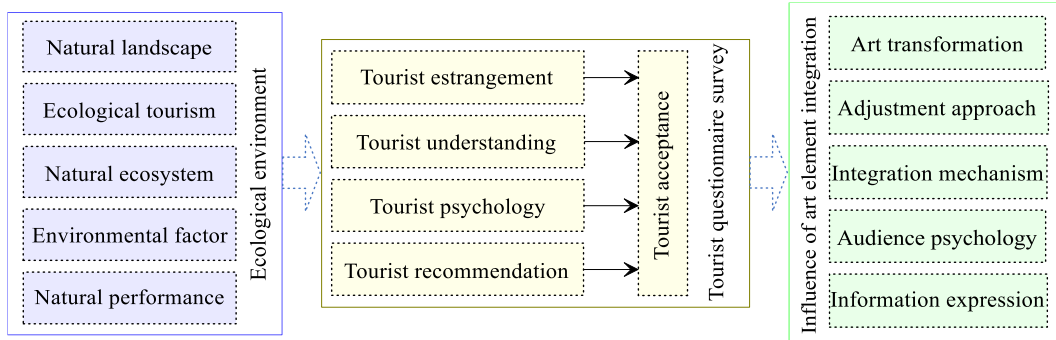 Natural landscape
Ecological tourism
Natural ecosystem
Environmental factor
Natural performance
Ecological environment
Tourist estrangement
Tourist understanding
Tourist psychology
Tourist recommendation
Tourist acceptance
Tourist questionnaire survey
Influence of art element integration
Art transformation
Adjustment approach
Integration mechanism
Audience psychology
Information expression